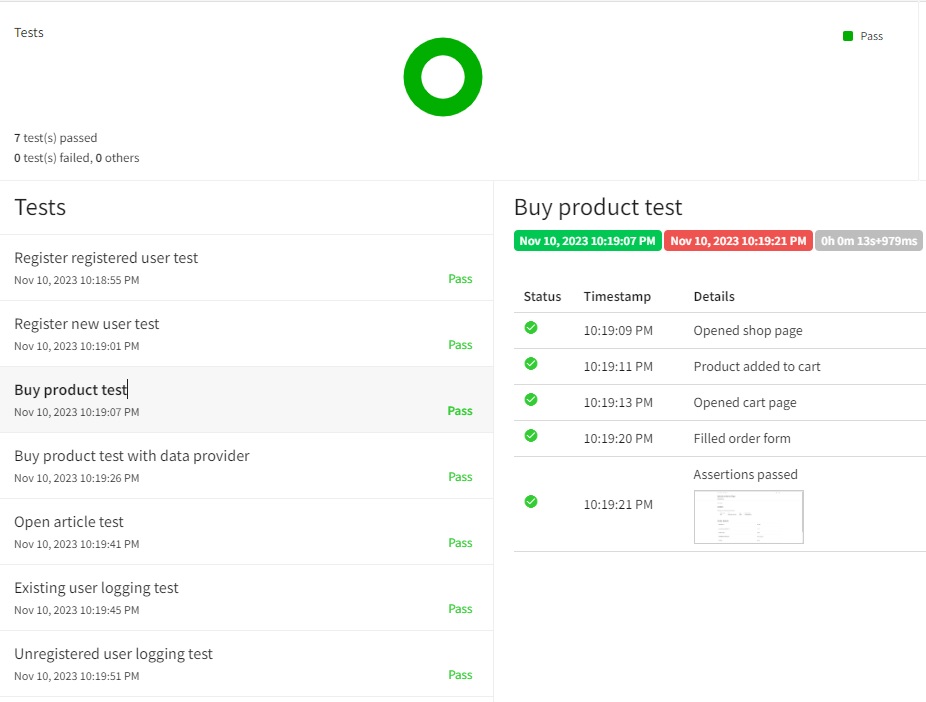 Tests
Pass
7 test(s) passed
0 test(s) failed, 0 others
Tests
Register registered user test
Nov 10, 2023 10:18:55 PM
Pass
Register new user test
Nov 10, 2023 10:19:01 PM
Pass
Buy product test
Nov 10, 2023 10:19:07 PM
Pass
Buy product test with data provider
Nov 10, 2023 10:19:26 PM
Pass
Open article test
Nov 10, 2023 10:19:41 PM
Pass
Existing user logging test
Nov 10, 2023 10:19:45 PM
Pass
Unregistered user logging test
Nov 10, 2023 10:19:51 PM
Pass
Buy product test
Nov 10, 2023 10:19:07 PM Nov 10, 2023 10:19:21 PM 0h 0m 13s+979ms
Status Timestamp Details
10:19:09 PM Opened shop page
10:19:11 PM Product added to cart
10:19:13 PM Opened cart page
10:19:20 PM Filled order form
Assertions passed
10:19:21 PM